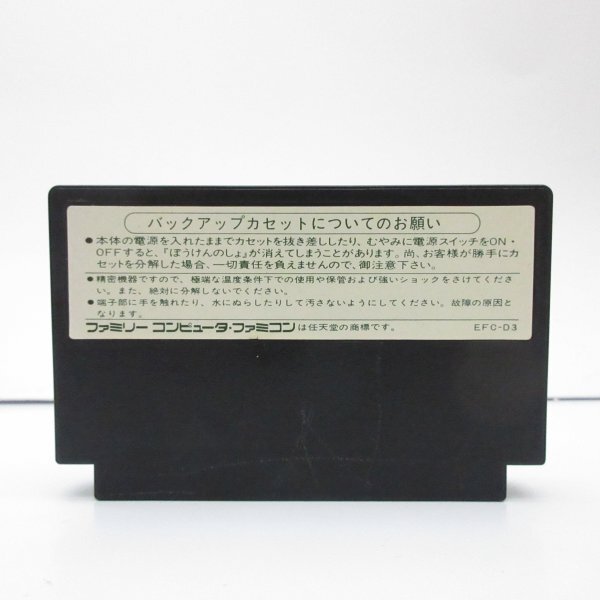 バックアップカセットについてのお願い
●本体の電源を入れたままでカセットを抜き差ししたり、むやみに電源スイッチをON・
OFFすると、『ぼうけんのしょ』が消えてしまうことがあります。尚、お客様が勝手にカ
セットを分解した場合、一切責任を負えませんので、御注意下さい。
●精密機器ですので、極端な温度条件下での使用や保管および強いショックをさけてくださ
い。また、絶対に分解しないでください。
●端子部に手を触れたり、水にぬらしたりして汚さないようにしてください。故障の原因と
なります。
ファミリーコンピュータ・ファミコンは任天堂の商標です。 EFC-D3